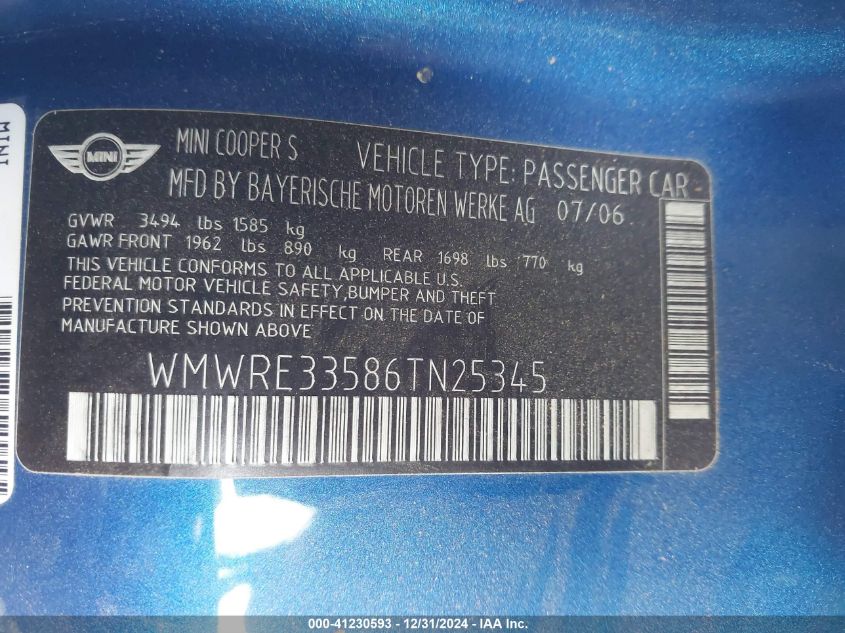 MINI
MINI
MINI COOPER S VEHICLE TYPE: PASSENGER CAR
MFD BY BAYERISCHE MOTOREN WERKE AG 07/06
GVWR 3494 lbs 1585 kg
GAWR FRONT 1962 lbs 890 kg REAR 1698 lbs 770 kg
THIS VEHICLE CONFORMS TO ALL APPLICABLE U.S.
FEDERAL MOTOR VEHICLE SAFETY,BUMPER AND THEFT
PREVENTION STANDARDS IN EFFECT ON THE DATE OF
MANUFACTURE SHOWN ABOVE
WMWRE33586TN25345
000-41230593 - 12/31/2024 - IAA Inc.